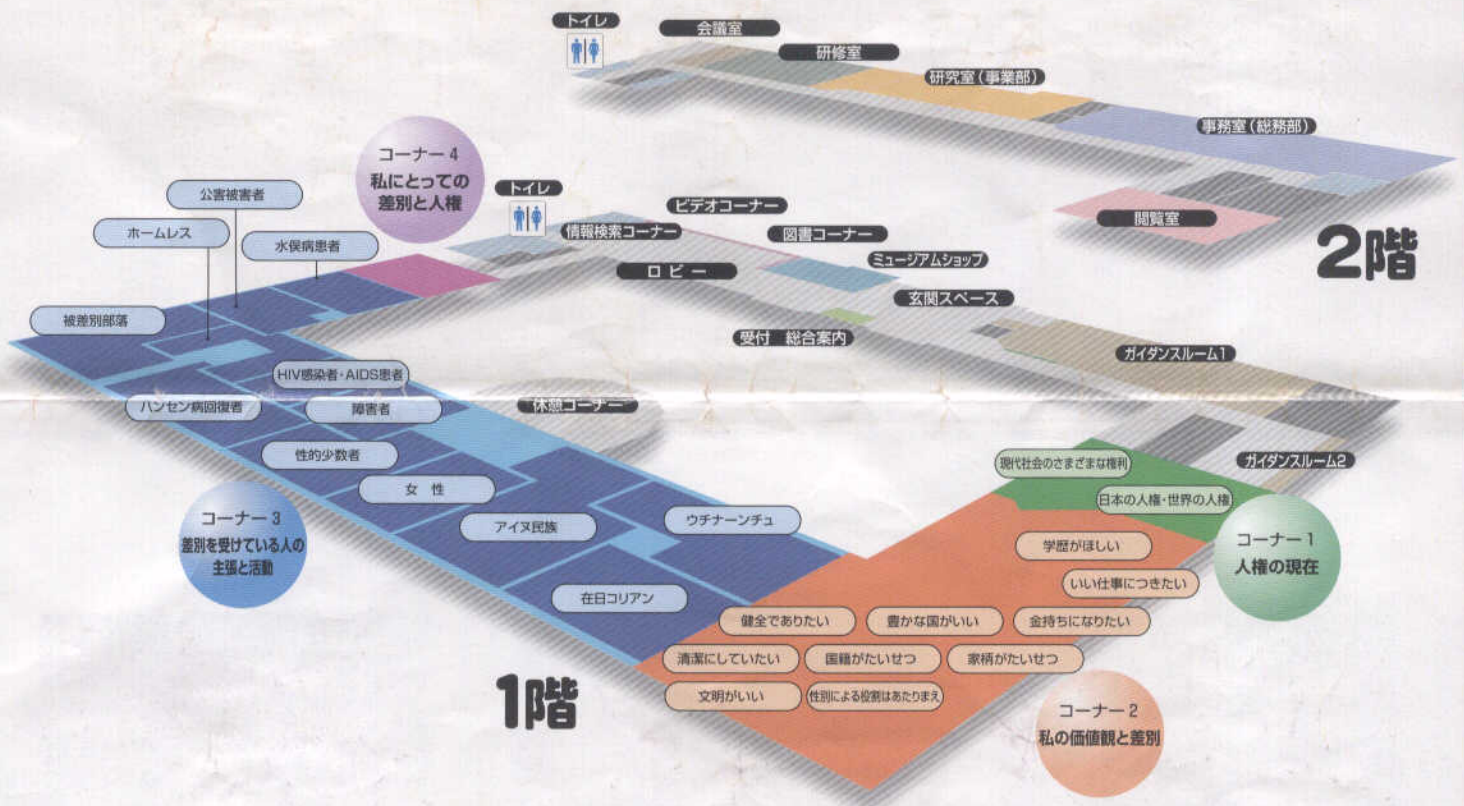 トイレ
会議室
研修室
研究室(事業部)
事務室(総務部)
閲覧室
2階
コーナー 4
私にとっての
差別と人権
トイレ
ビデオコーナー
情報検索コーナー
図書コーナー
ロビー
ミュージアムショップ
玄関スペース
受付 総合案内
ガイダンスルーム1
ガイダンスルーム2
休憩コーナー
公害被害者
ホームレス
水俣病患者
被差別部落
HIV感染者・AIDS患者
ハンセン病回復者
障害者
性的少数者
女 性
アイヌ民族
ウチナーンチュ
在日コリアン
コーナー 3
差別を受けている人の
主張と活動
現代社会のさまざまな権利
日本の人権・世界の人権
コーナー 1
人権の現在
学歴がほしい
いい仕事につきたい
健全でありたい
豊かな国がいい
金持ちになりたい
清潔にしていたい
国籍がたいせつ
家柄がたいせつ
文明がいい
性別による役割はあたりまえ
コーナー 2
私の価値観と差別
1階